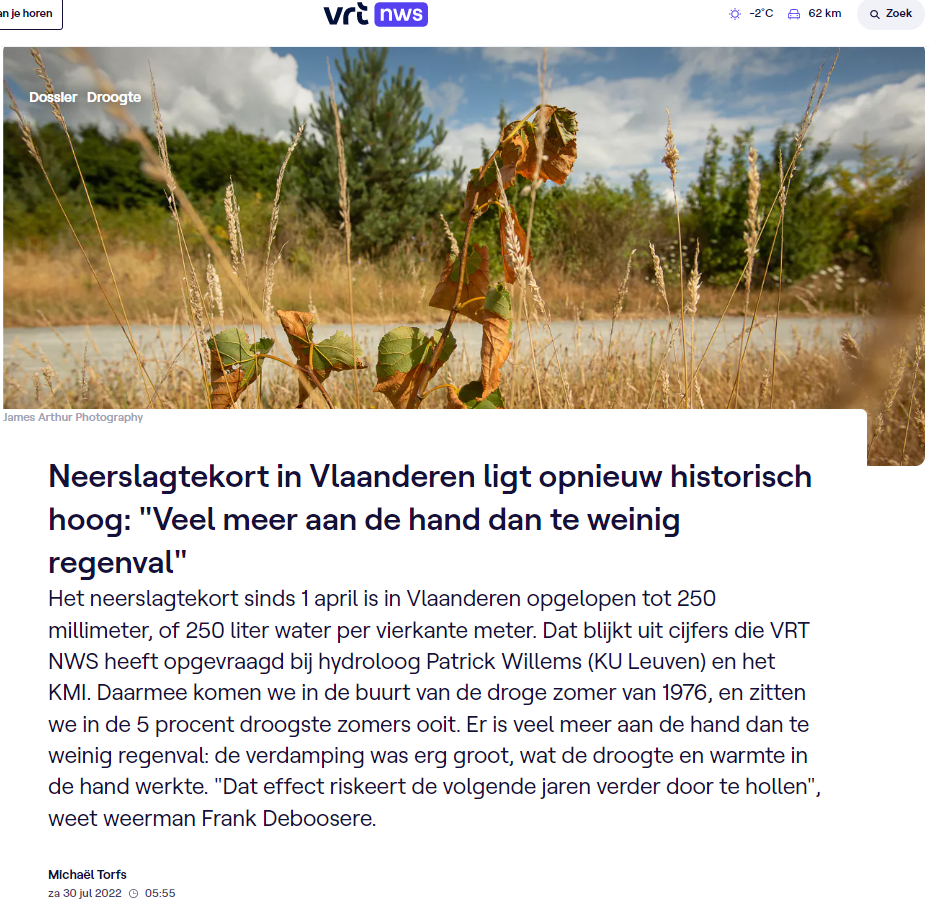 an je horen
vrt nws
-2°C 62 km Zoek
Dossier Droogte
James Arthur Photography
Neerslagtekort in Vlaanderen ligt opnieuw historisch
hoog: "Veel meer aan de hand dan te weinig
regenval"
Het neerslagtekort sinds 1 april is in Vlaanderen opgelopen tot 250
millimeter, of 250 liter water per vierkante meter. Dat blijkt uit cijfers die VRT
NWS heeft opgevraagd bij hydroloog Patrick Willems (KU Leuven) en het
KMI. Daarmee komen we in de buurt van de droge zomer van 1976, en zitten
we in de 5 procent droogste zomers ooit. Er is veel meer aan de hand dan te
weinig regenval: de verdamping was erg groot, wat de droogte en warmte in
de hand werkte. "Dat effect riskeert de volgende jaren verder door te hollen",
weet weerman Frank Deboosere.
Michaël Torfs
za 30 jul 2022 05:55